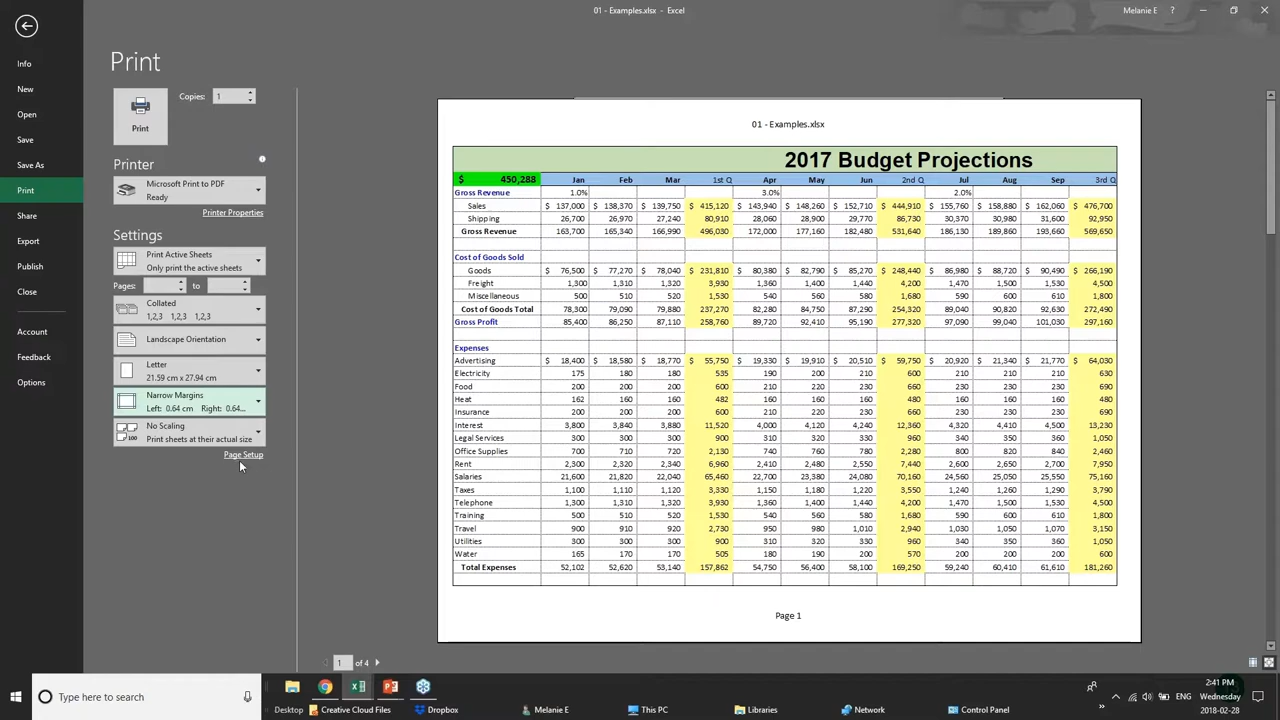 01 - Examples.xlsx - Excel
Melanie E ?
Info
New
Open
Save
Save As
Print
Share
Export
Publish
Close
Account
Feedback
Options
Print
Print
Copies: 1
Printer
Microsoft Print to PDF
Ready
Printer Properties
Settings
Print Active Sheets
Only print the active sheets
Pages: to
Collated
1,2,3 1,2,3 1,2,3
Landscape Orientation
Letter
21.59 cm x 27.94 cm
Narrow Margins
Left: 0.64 cm Right: 0.64...
No Scaling
Print sheets at their actual size
100
Page Setup
01 - Examples.xlsx
2017 Budget Projections
$ 450,288 Jan Feb Mar 1st Q Apr May Jun 2nd Q Jul Aug Sep 3rd Q
Gross Revenue 1.0% 3.0% 2.0%
Sales $ 137,000 $ 138,370 $ 139,750 $ 415,120 $ 143,940 $ 148,260 $ 152,710 $ 444,910 $ 155,760 $ 158,880 $ 162,060 $ 476,700
Shipping 26,700 26,970 27,240 80,910 28,060 28,900 29,770 86,730 30,370 30,980 31,600 92,950
Gross Revenue 163,700 165,340 166,990 496,030 172,000 177,160 182,480 531,640 186,130 189,860 193,660 569,650
Cost of Goods Sold
Goods $ 76,500 $ 77,270 $ 78,040 $ 231,810 $ 80,380 $ 82,790 $ 85,270 $ 248,440 $ 86,980 $ 88,720 $ 90,490 $ 266,190
Freight 1,300 1,310 1,320 3,930 1,360 1,400 1,440 4,200 1,470 1,500 1,530 4,500
Miscellaneous 500 510 520 1,530 540 560 580 1,680 590 600 610 1,800
Cost of Goods Total 78,300 79,090 79,880 237,270 82,280 84,750 87,290 254,320 89,040 90,820 92,630 272,490
Gross Profit 85,400 86,250 87,110 258,760 89,720 92,410 95,190 277,320 97,090 99,040 101,030 297,160
Expenses
Advertising $ 18,400 $ 18,580 $ 18,770 $ 55,750 $ 19,330 $ 19,910 $ 20,510 $ 59,750 $ 20,920 $ 21,340 $ 21,770 $ 64,030
Electricity 175 180 180 535 190 200 210 600 210 210 210 630
Food 200 200 200 600 210 220 230 660 230 230 230 690
Heat 162 160 160 482 160 160 160 480 160 160 160 480
Insurance 200 200 200 600 210 220 230 660 230 230 230 690
Interest 3,800 3,840 3,880 11,520 4,000 4,120 4,240 12,360 4,320 4,410 4,500 13,230
Legal Services 300 300 300 900 310 320 330 960 340 350 360 1,050
Office Supplies 700 710 720 2,130 740 760 780 2,280 800 820 840 2,460
Rent 2,300 2,320 2,340 6,960 2,410 2,480 2,550 7,440 2,600 2,650 2,700 7,950
Salaries 21,600 21,820 22,040 65,460 22,700 23,380 24,080 70,160 24,560 25,050 25,550 75,160
Taxes 1,100 1,110 1,120 3,330 1,150 1,180 1,220 3,550 1,240 1,260 1,290 3,790
Telephone 1,300 1,310 1,320 3,930 1,360 1,400 1,440 4,200 1,470 1,500 1,530 4,500
Training 500 510 520 1,530 540 560 580 1,680 590 600 610 1,800
Travel 900 910 920 2,730 950 980 1,010 2,940 1,030 1,050 1,070 3,150
Utilities 300 300 300 900 310 320 330 960 340 350 360 1,050
Water 165 170 170 505 180 190 200 570 200 200 200 600
Total Expenses 52,102 52,620 53,140 157,862 54,750 56,400 58,100 169,250 59,240 60,410 61,610 181,260
Page 1
1 of 4
Type here to search
Desktop Creative Cloud Files Dropbox Melanie E This PC Libraries Network Control Panel
ENG
2:41 PM
Wednesday
2018-02-28